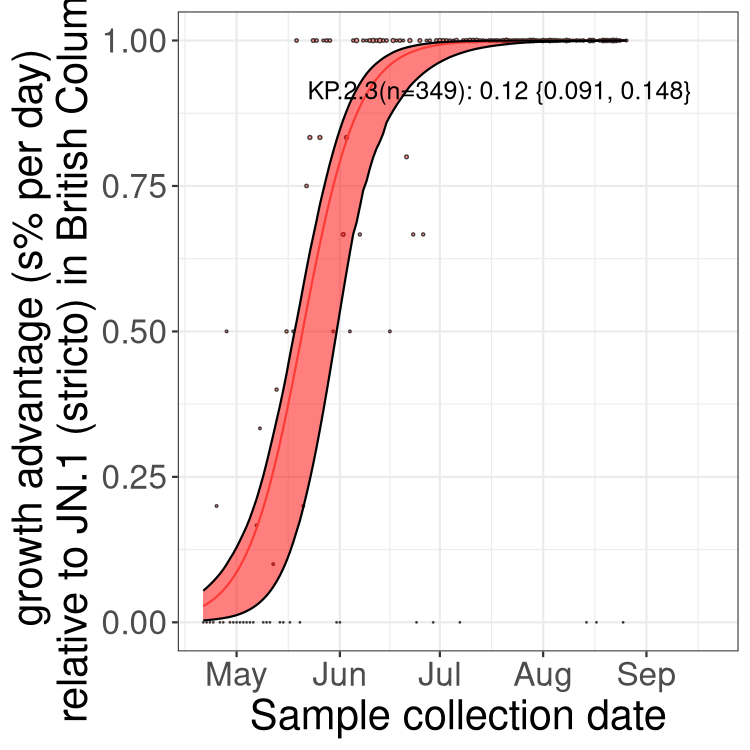 growth advantage (s% per day)
relative to JN.1 (stricto) in British Colum
1.00
0.75
0.50
0.25
0.00
KP.2.3(n=349): 0.12 {0.091, 0.148}
May Jun Jul Aug Sep
Sample collection date